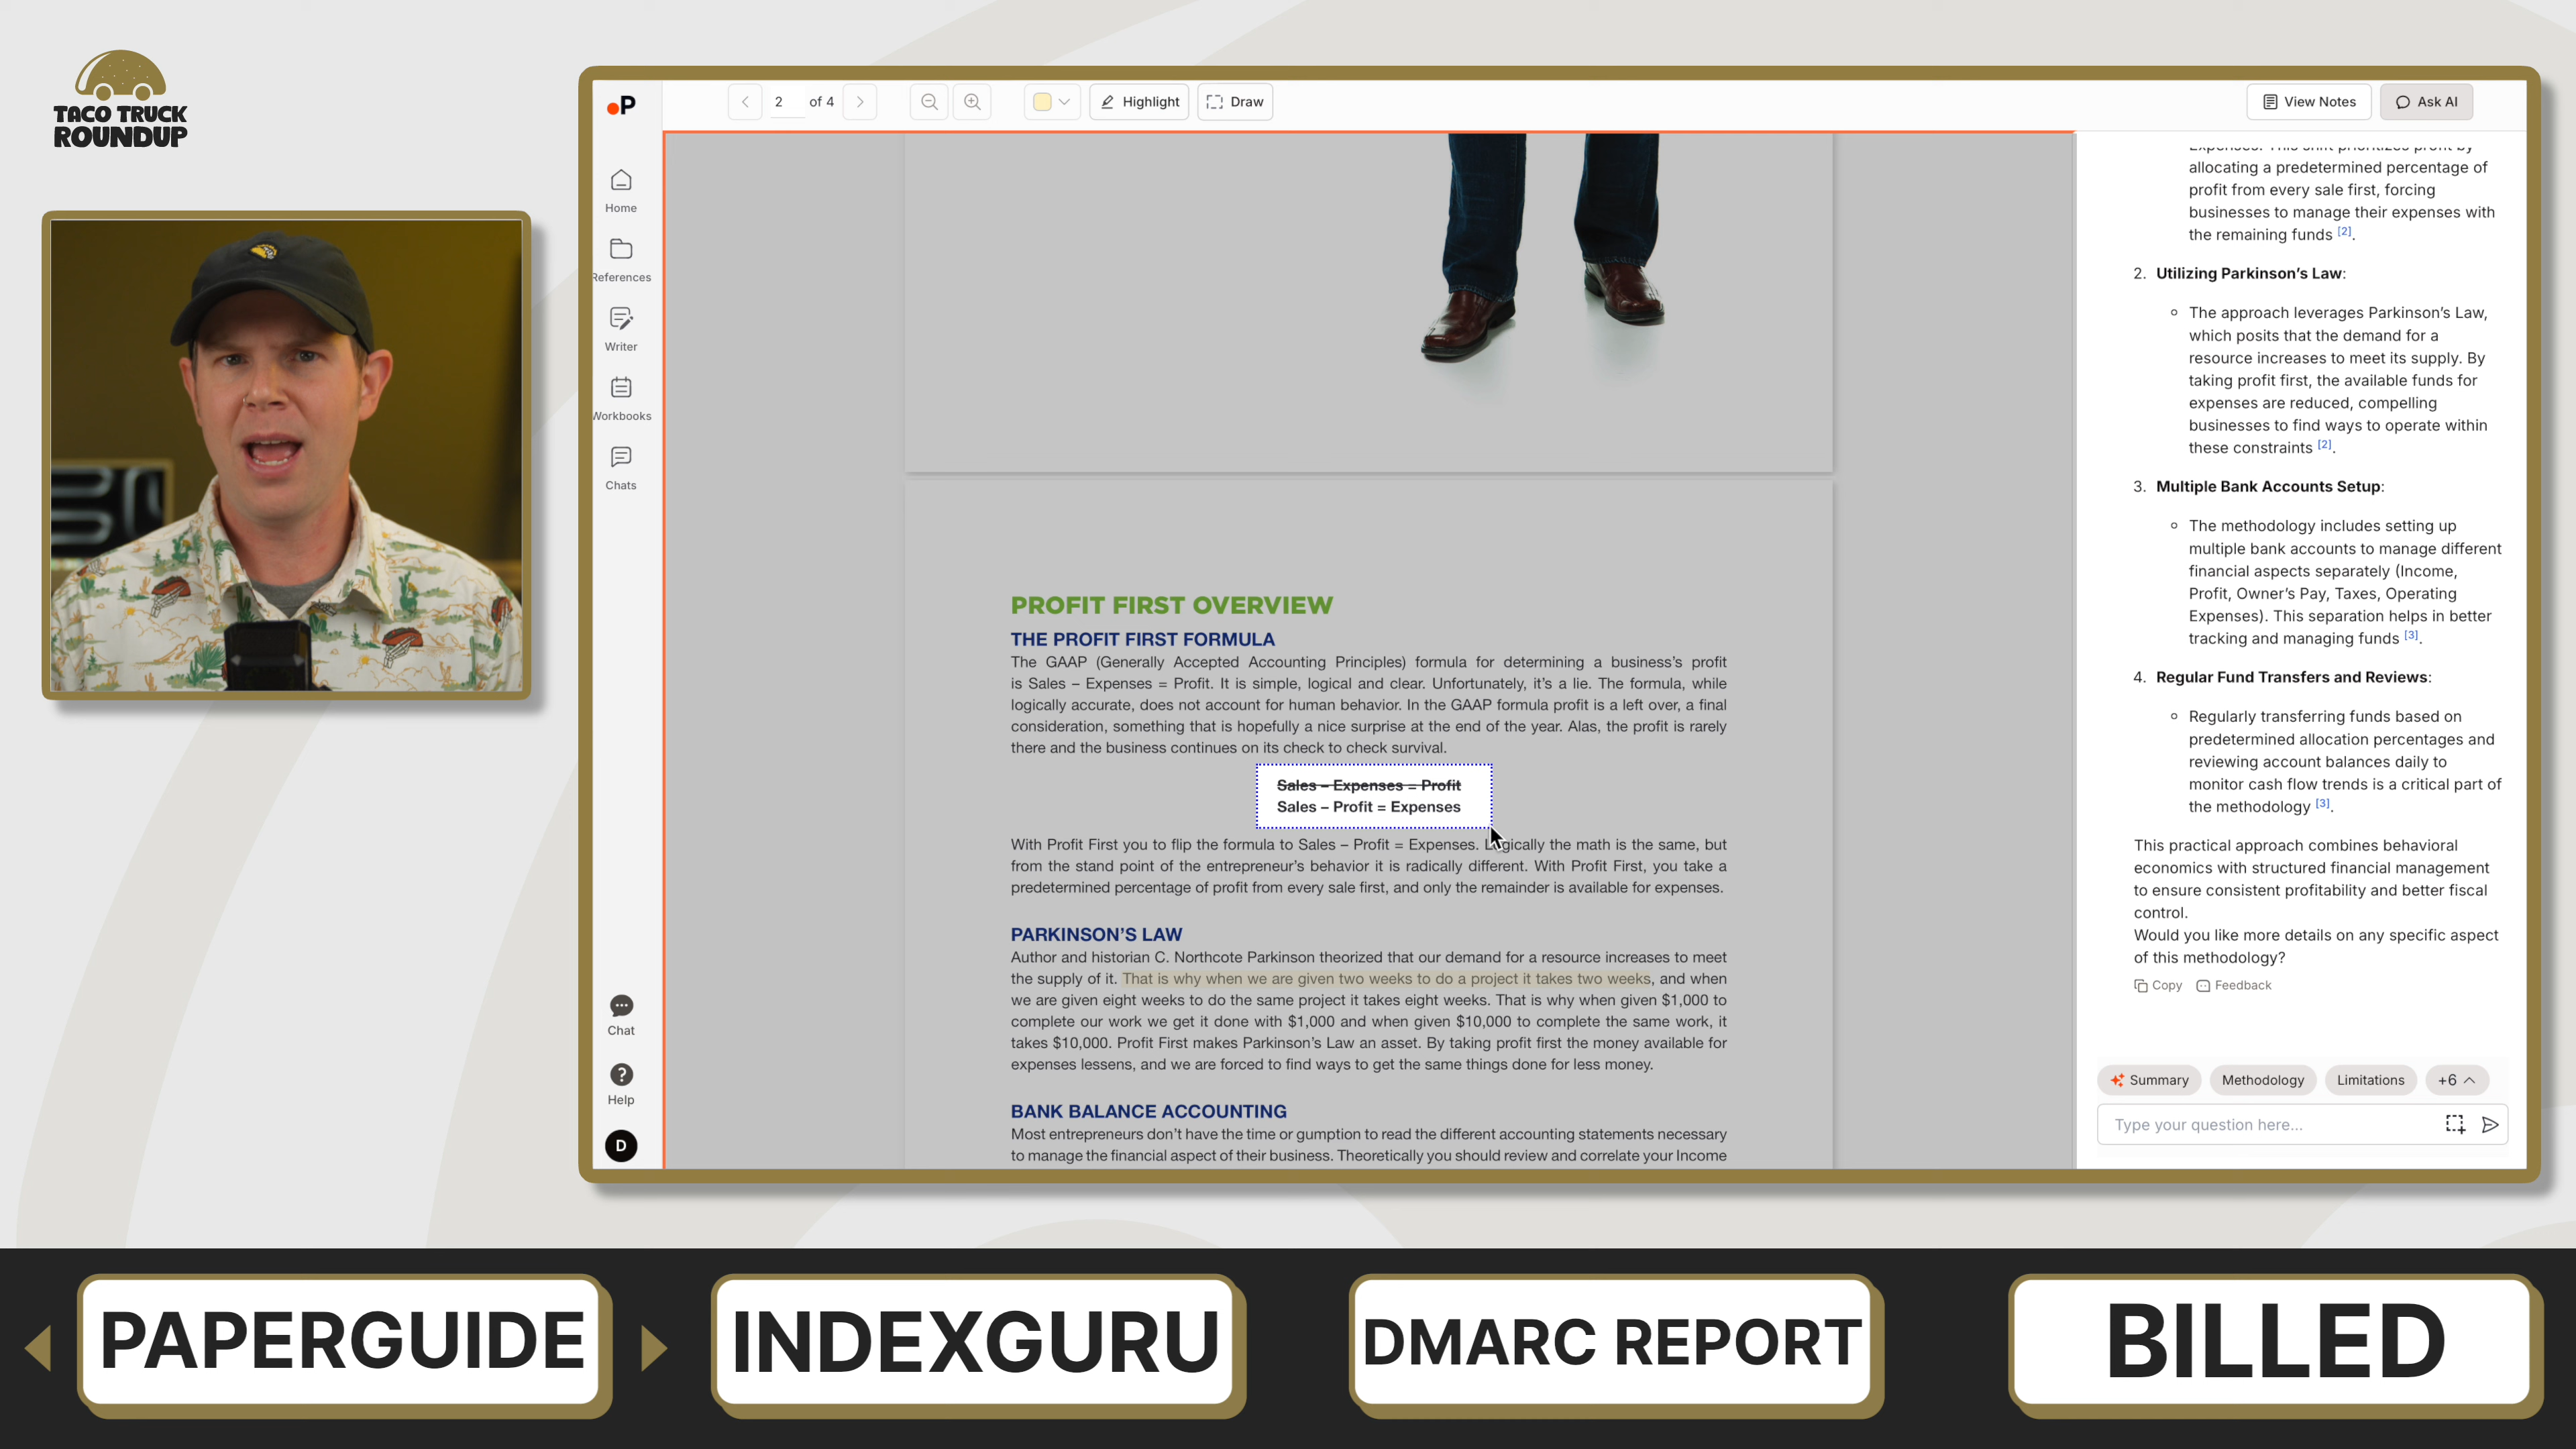 TACO TRUCK
ROUNDUP
P
2 of 4
Highlight
Draw
View Notes
Ask AI
Home
References
Writer
Workbooks
Chats
Chat
Help
D
PROFIT FIRST OVERVIEW
THE PROFIT FIRST FORMULA
The GAAP (Generally Accepted Accounting Principles) formula for determining a business's profit
is Sales – Expenses = Profit. It is simple, logical and clear. Unfortunately, it's a lie. The formula, while
logically accurate, does not account for human behavior. In the GAAP formula profit is a left over, a final
consideration, something that is hopefully a nice surprise at the end of the year. Alas, the profit is rarely
there and the business continues on its check to check survival.
Sales – Expenses = Profit
Sales – Profit = Expenses
With Profit First you to flip the formula to Sales – Profit = Expenses. Logically the math is the same, but
from the stand point of the entrepreneur's behavior it is radically different. With Profit First, you take a
predetermined percentage of profit from every sale first, and only the remainder is available for expenses.
PARKINSON'S LAW
Author and historian C. Northcote Parkinson theorized that our demand for a resource increases to meet
the supply of it. That is why when we are given two weeks to do a project it takes two weeks, and when
we are given eight weeks to do the same project it takes eight weeks. That is why when given $1,000 to
complete our work we get it done with $1,000 and when given $10,000 to complete the same work, it
takes $10,000. Profit First makes Parkinson's Law an asset. By taking profit first the money available for
expenses lessens, and we are forced to find ways to get the same things done for less money.
BANK BALANCE ACCOUNTING
Most entrepreneurs don't have the time or gumption to read the different accounting statements necessary
to manage the financial aspect of their business. Theoretically you should review and correlate your Income
Expenses. This shift prioritizes profit by
allocating a predetermined percentage of
profit from every sale first, forcing
businesses to manage their expenses with
the remaining funds [2].
2. Utilizing Parkinson's Law:
The approach leverages Parkinson's Law,
which posits that the demand for a
resource increases to meet its supply. By
taking profit first, the available funds for
expenses are reduced, compelling
businesses to find ways to operate within
these constraints [2].
3. Multiple Bank Accounts Setup:
The methodology includes setting up
multiple bank accounts to manage different
financial aspects separately (Income,
Profit, Owner's Pay, Taxes, Operating
Expenses). This separation helps in better
tracking and managing funds [3].
4. Regular Fund Transfers and Reviews:
Regularly transferring funds based on
predetermined allocation percentages and
reviewing account balances daily to
monitor cash flow trends is a critical part of
the methodology [3].
This practical approach combines behavioral
economics with structured financial management
to ensure consistent profitability and better fiscal
control.
Would you like more details on any specific aspect
of this methodology?
Copy Feedback
Summary Methodology Limitations +6
Type your question here...
PAPERGUIDE
INDEXGURU
DMARC REPORT
BILLED